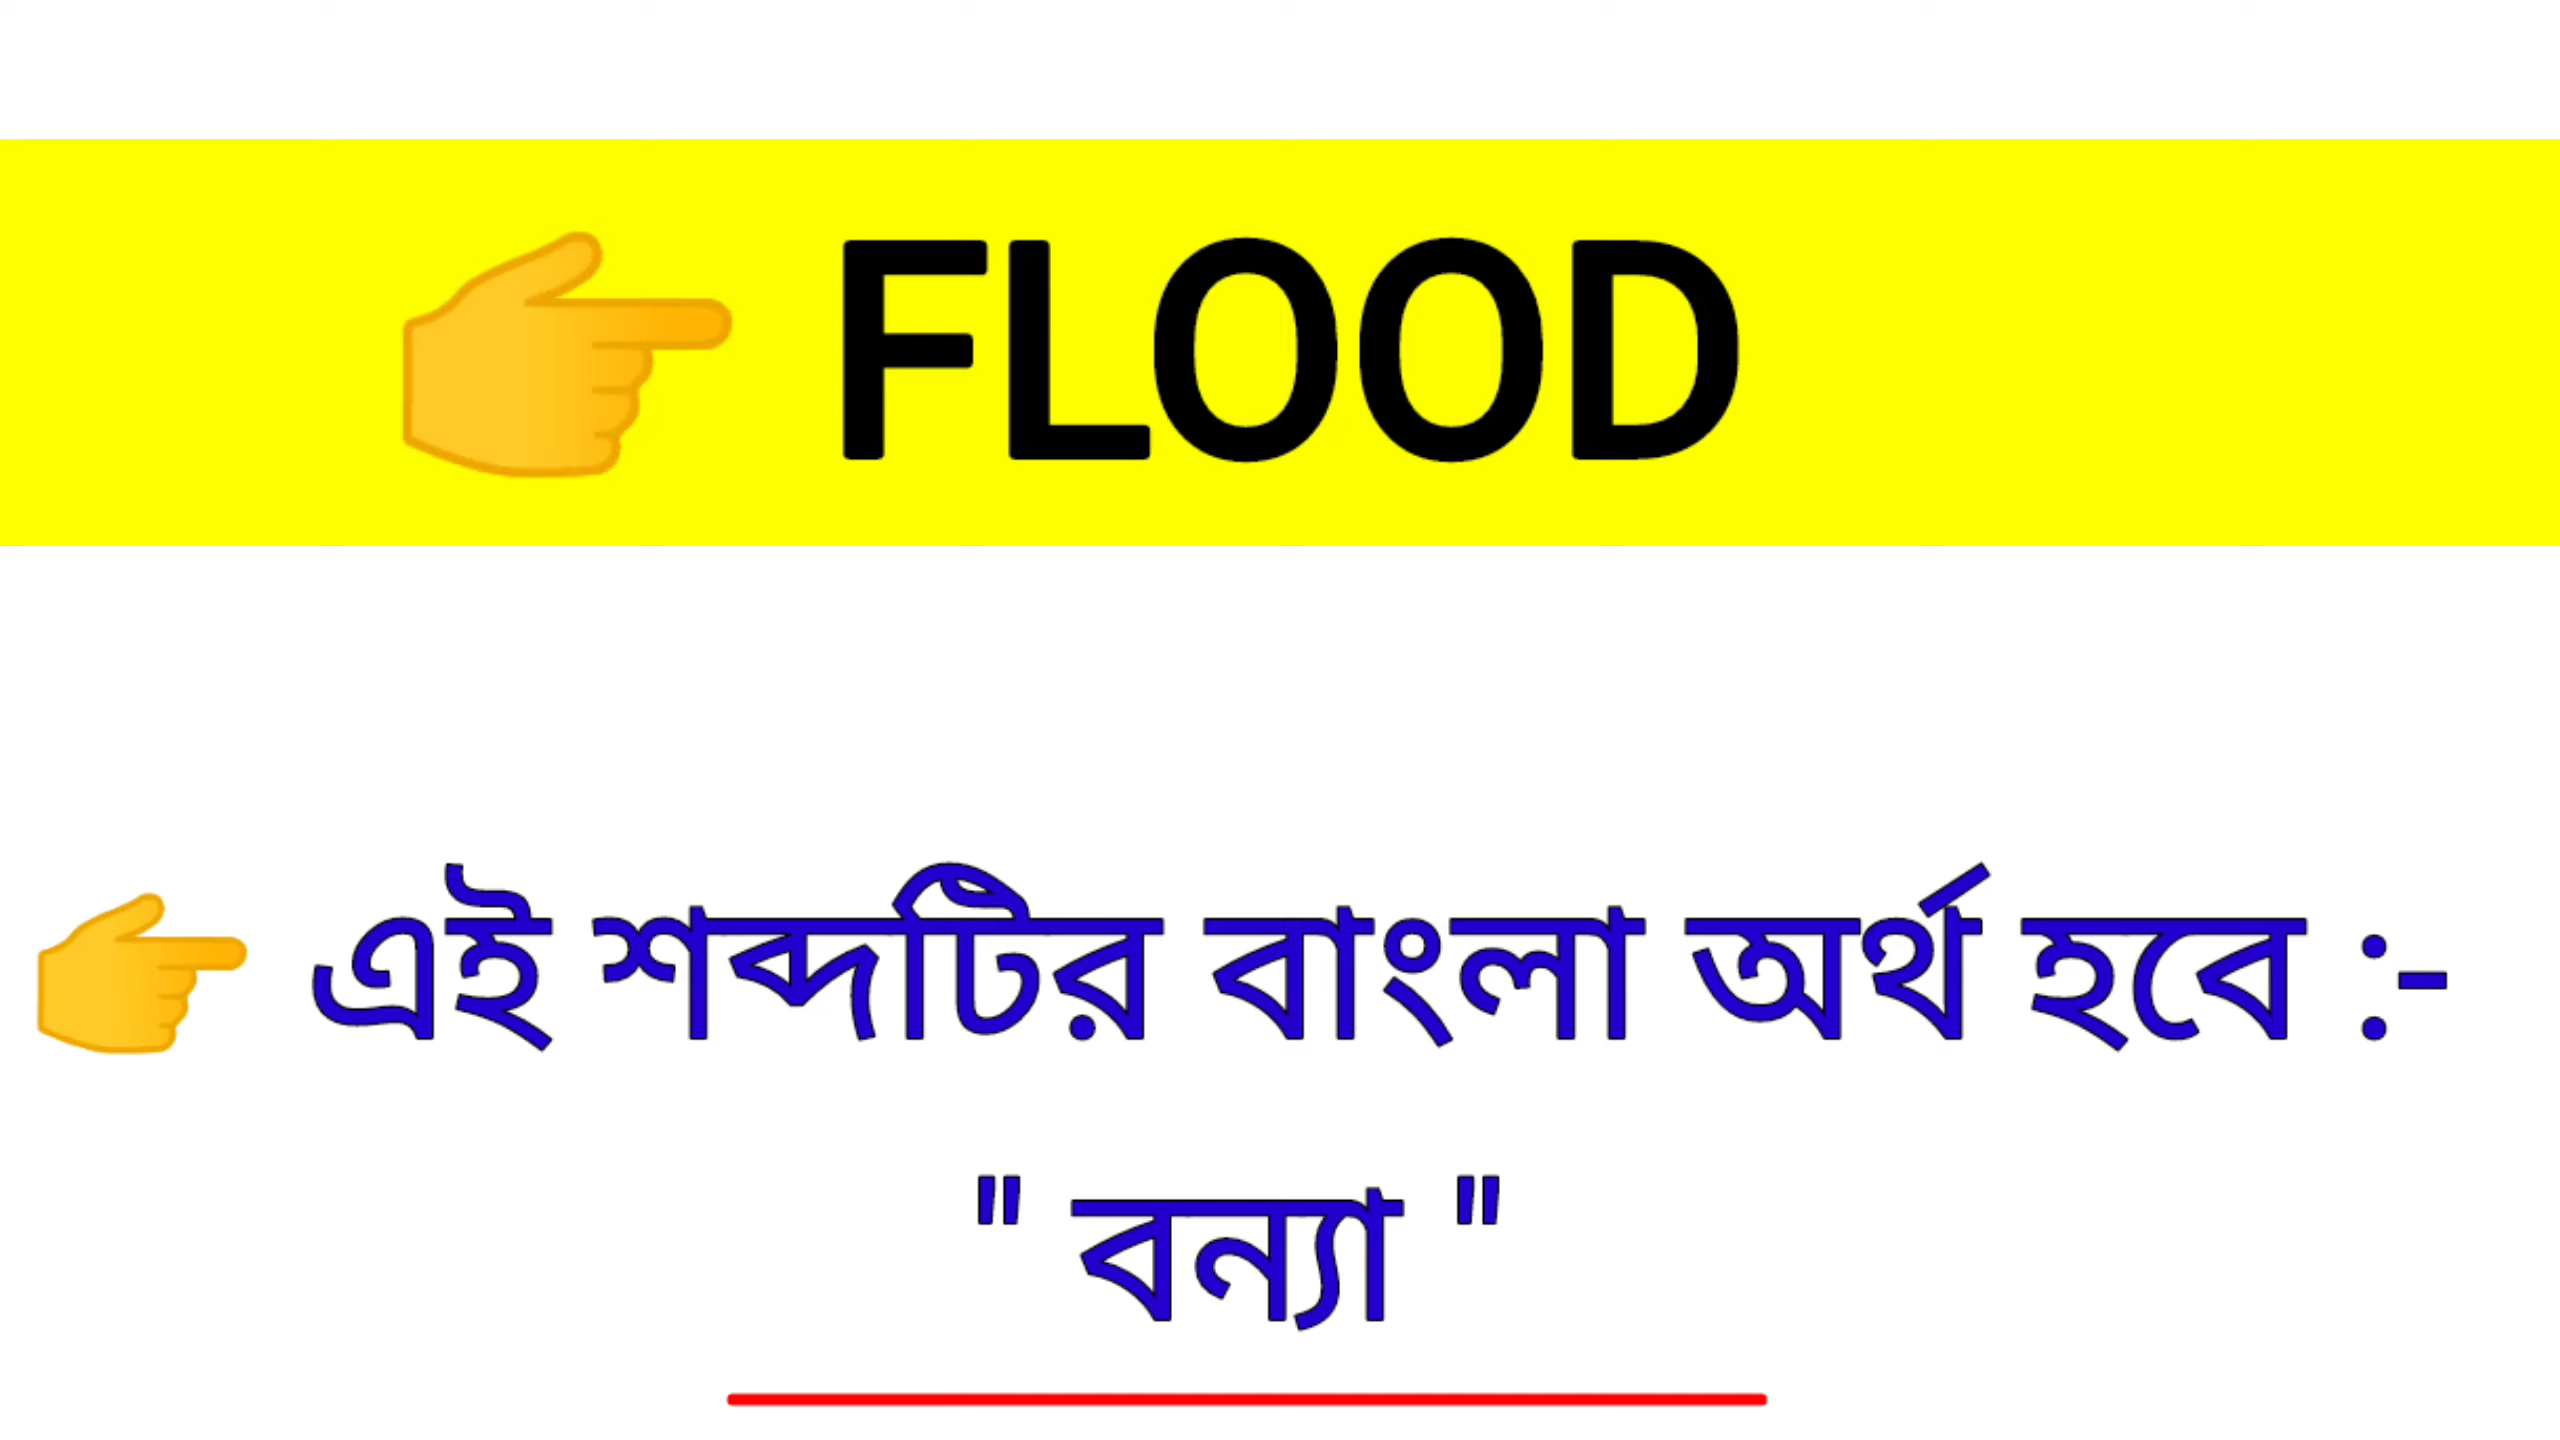 👉 FLOOD
👉 এই শব্দটির বাংলা অর্থ হবে :-
" বন্যা "